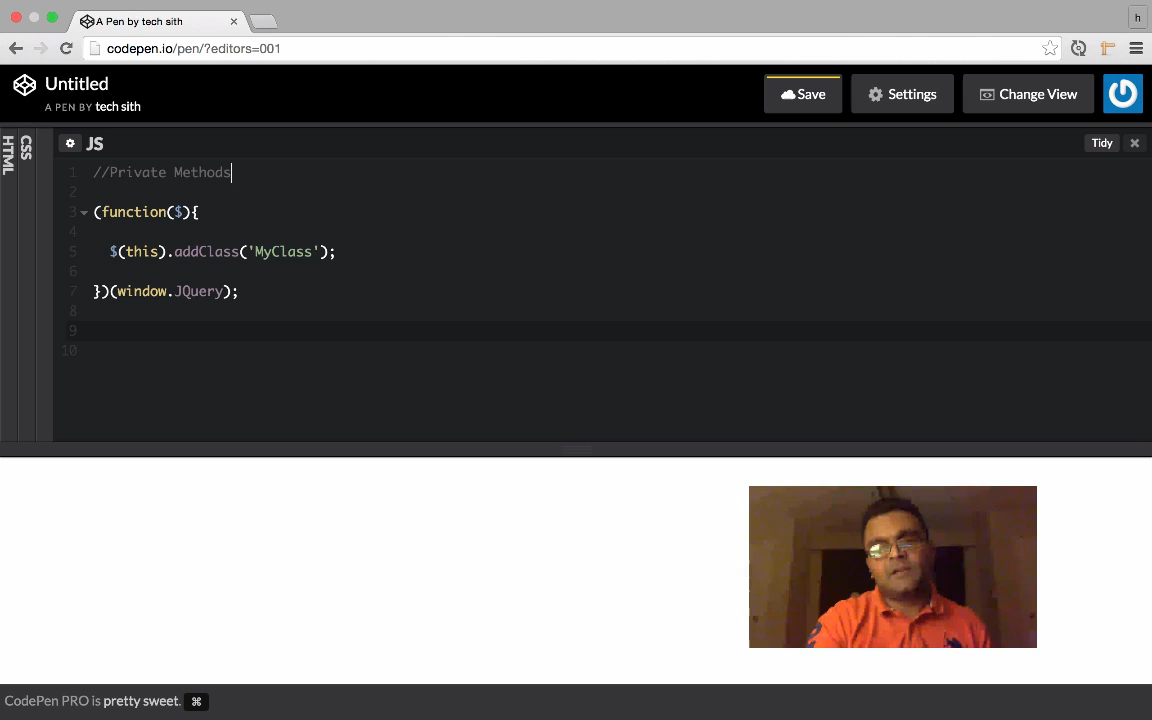 A Pen by tech sith
h
codepen.io/pen/?editors=001
Untitled
A PEN BY tech sith
Save
Settings
Change View
HTML
CSS
JS
Tidy
1 //Private Methods
2
3 (function($){
4
5 $(this).addClass('MyClass');
6
7 })(window.JQuery);
8
9
10
CodePen PRO is pretty sweet. ⌘